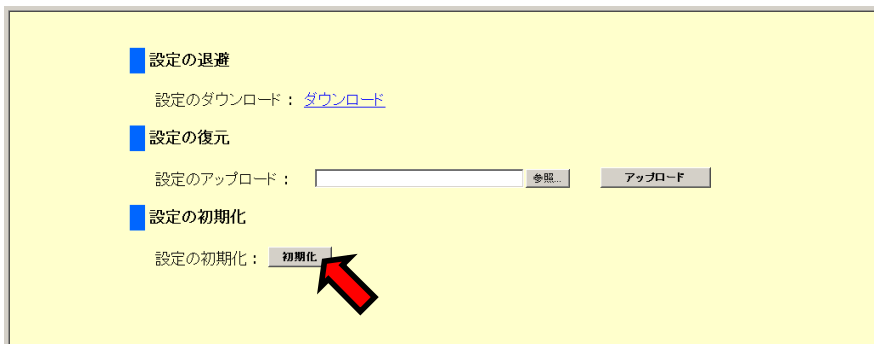 設定の退避
設定のダウンロード： ダウンロード
設定の復元
設定のアップロード： 参照... アップロード
設定の初期化
設定の初期化： 初期化